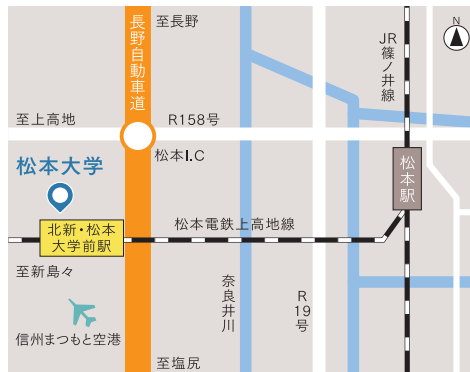 至長野
長野自動車道
JR篠ノ井線
N
至上高地
R158号
松本I.C
松本大学
松本駅
北新・松本
大学前駅
松本電鉄上高地線
至新島々
奈良井川
R19号
信州まつもと空港
至塩尻